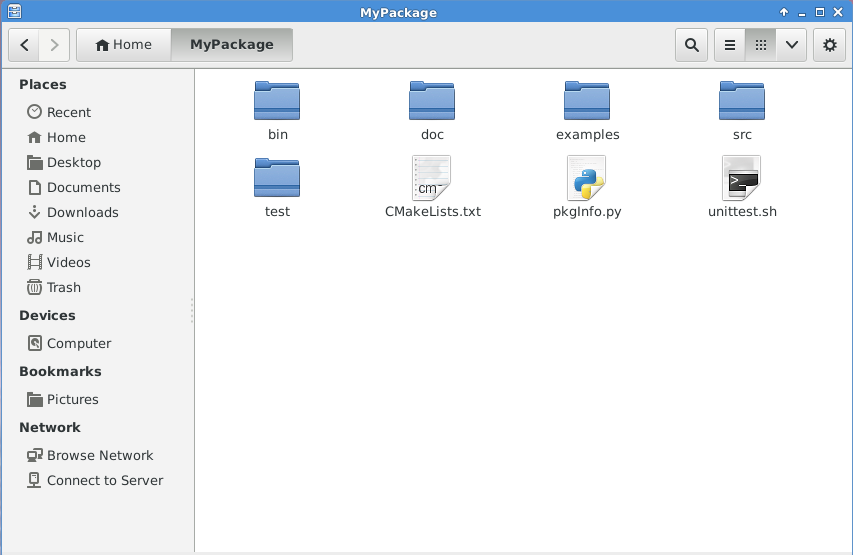 MyPackage
Home MyPackage
Places
Recent
Home
Desktop
Documents
Downloads
Music
Videos
Trash
Devices
Computer
Bookmarks
Pictures
Network
Browse Network
Connect to Server
bin doc examples src
cm
test CMakeLists.txt pkgInfo.py unittest.sh